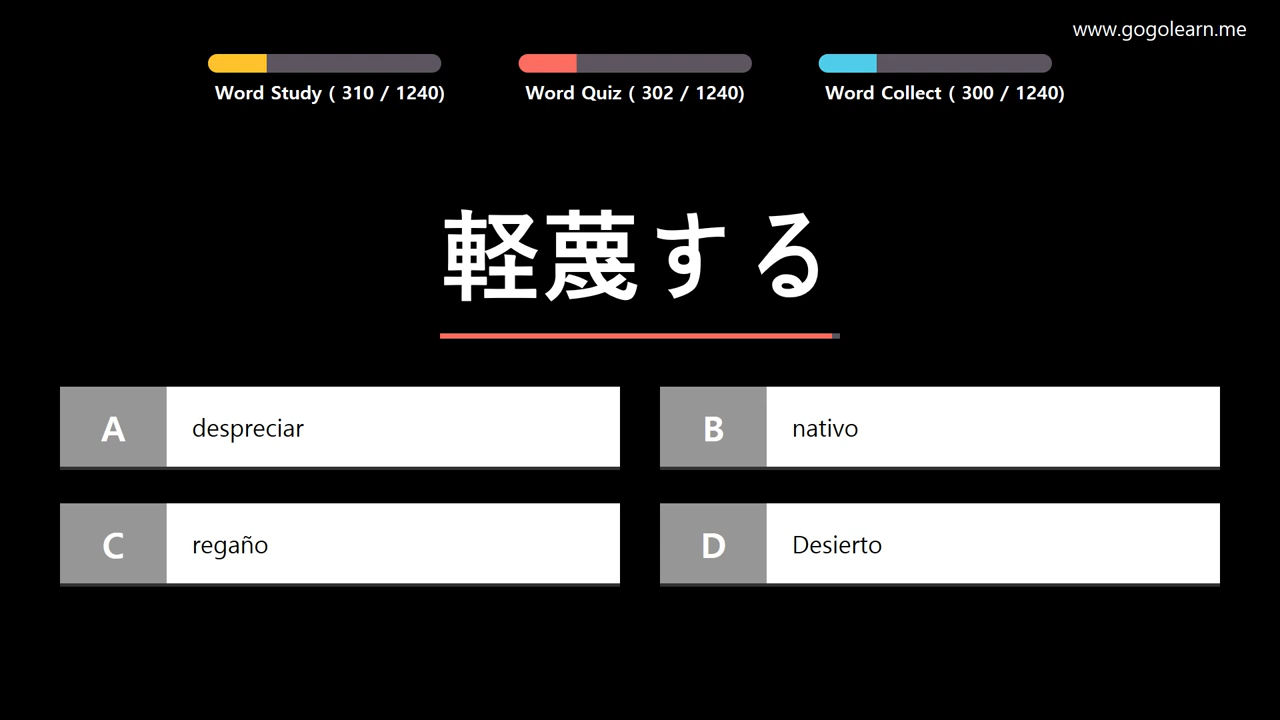 www.gogolearn.me
Word Study ( 310 / 1240)
Word Quiz ( 302 / 1240)
Word Collect ( 300 / 1240)
軽蔑する
A despreciar
B nativo
C regaño
D Desierto